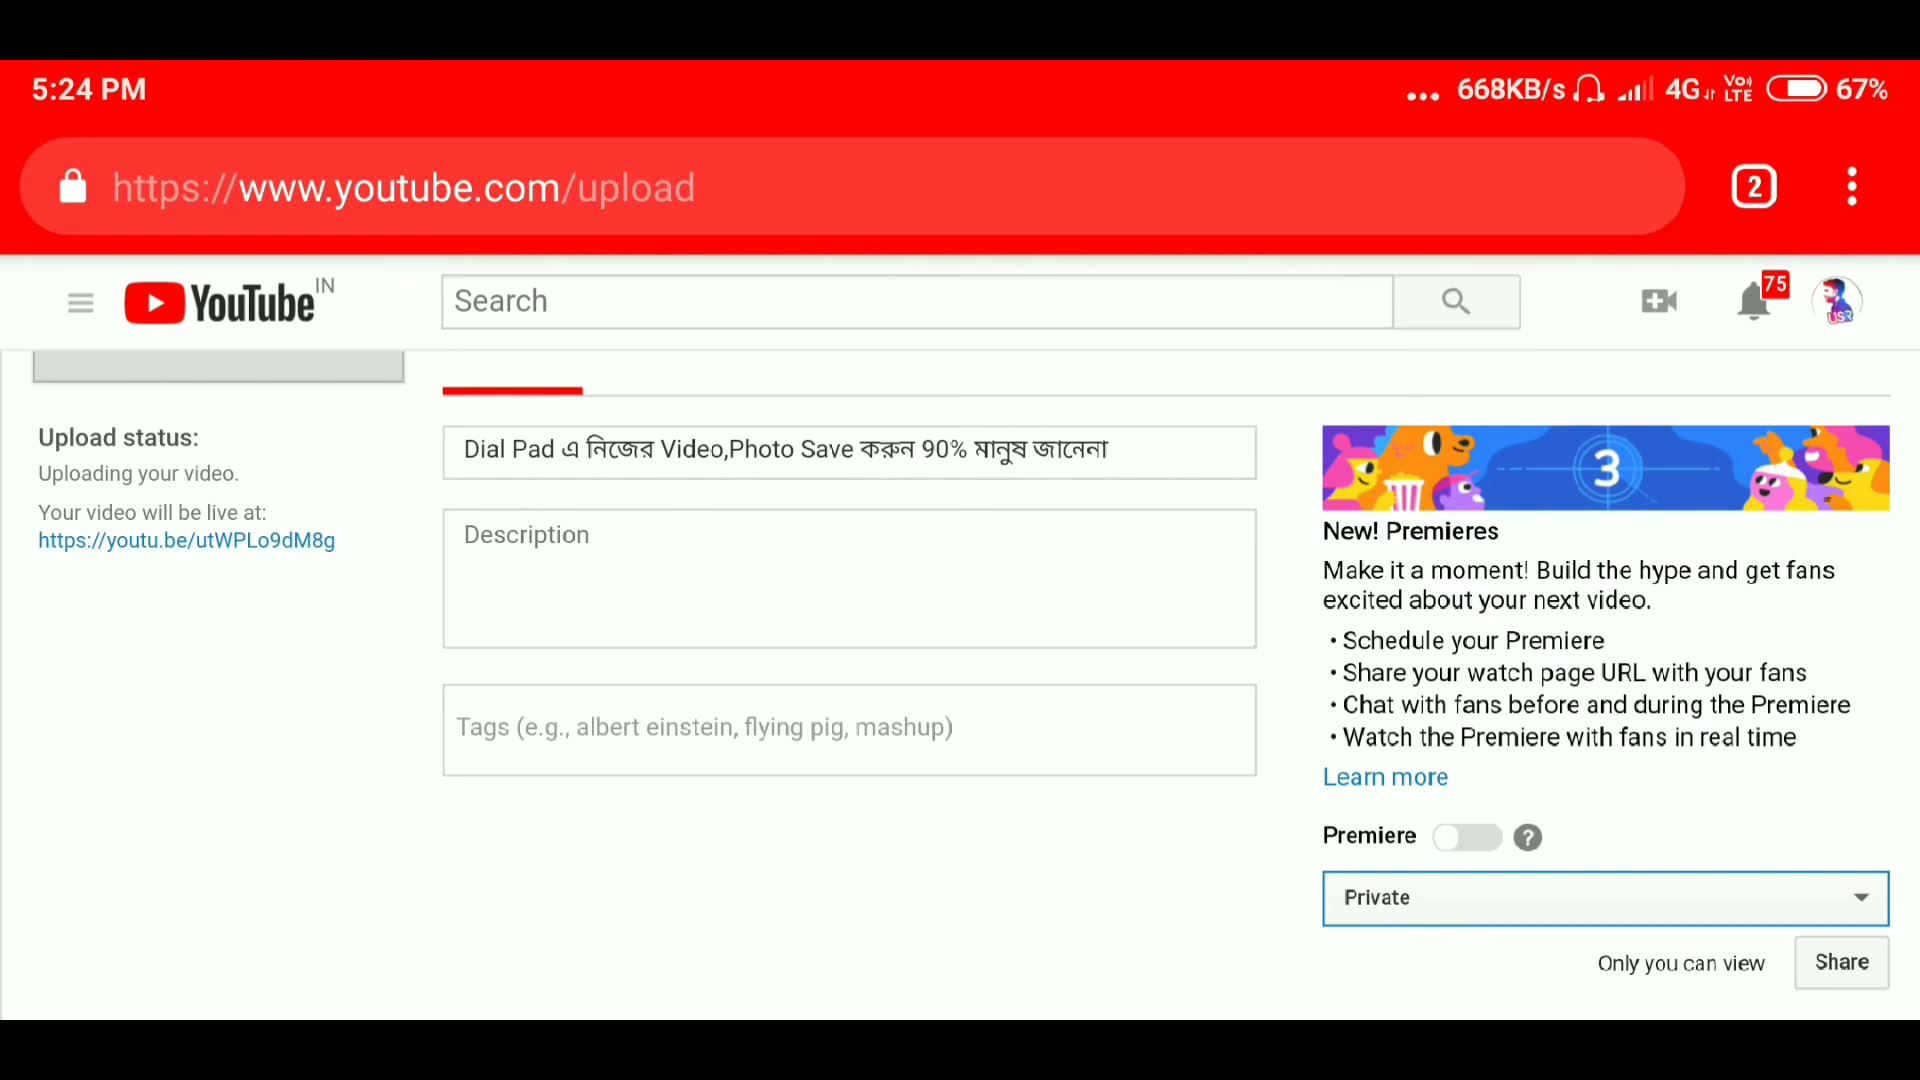 5:24 PM
... 668KB/s 4G Vo)) LTE 67%
https://www.youtube.com/upload
2
YouTube IN
Search
75
USR
Upload status:
Uploading your video.
Your video will be live at:
https://youtu.be/utWPLo9dM8g
Dial Pad এ নিজের Video,Photo Save করুন 90% মানুষ জানেনা
Description
Tags (e.g., albert einstein, flying pig, mashup)
3
New! Premieres
Make it a moment! Build the hype and get fans
excited about your next video.
• Schedule your Premiere
• Share your watch page URL with your fans
• Chat with fans before and during the Premiere
• Watch the Premiere with fans in real time
Learn more
Premiere ?
Private
Only you can view
Share